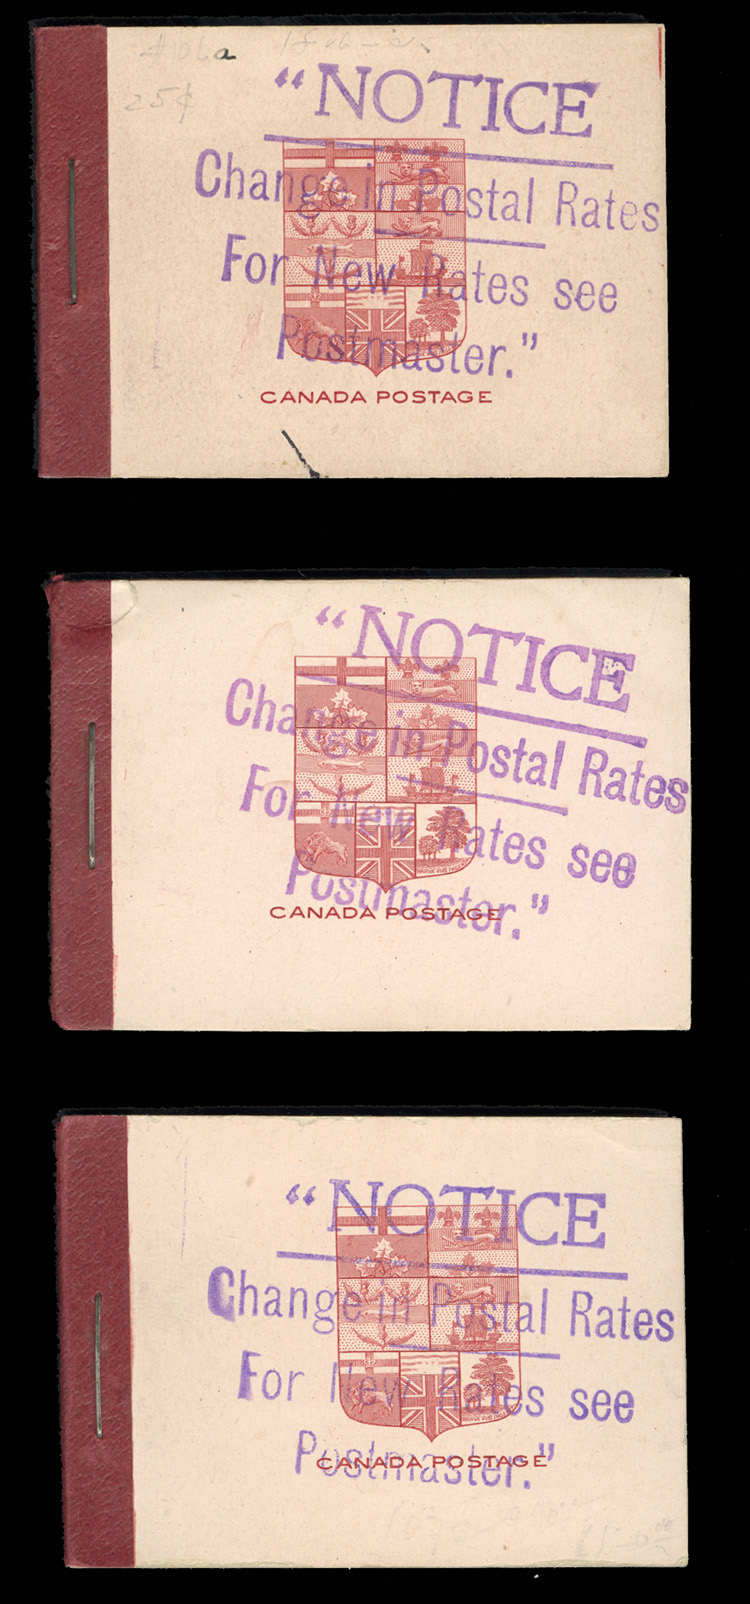 #106a
25¢
"NOTICE
Change in Postal Rates
For New Rates see
Postmaster."
CANADA POSTAGE
"NOTICE
Change in Postal Rates
For New Rates see
Postmaster."
CANADA POSTAGE
"NOTICE
Change in Postal Rates
For New Rates see
Postmaster."
CANADA POSTAGE